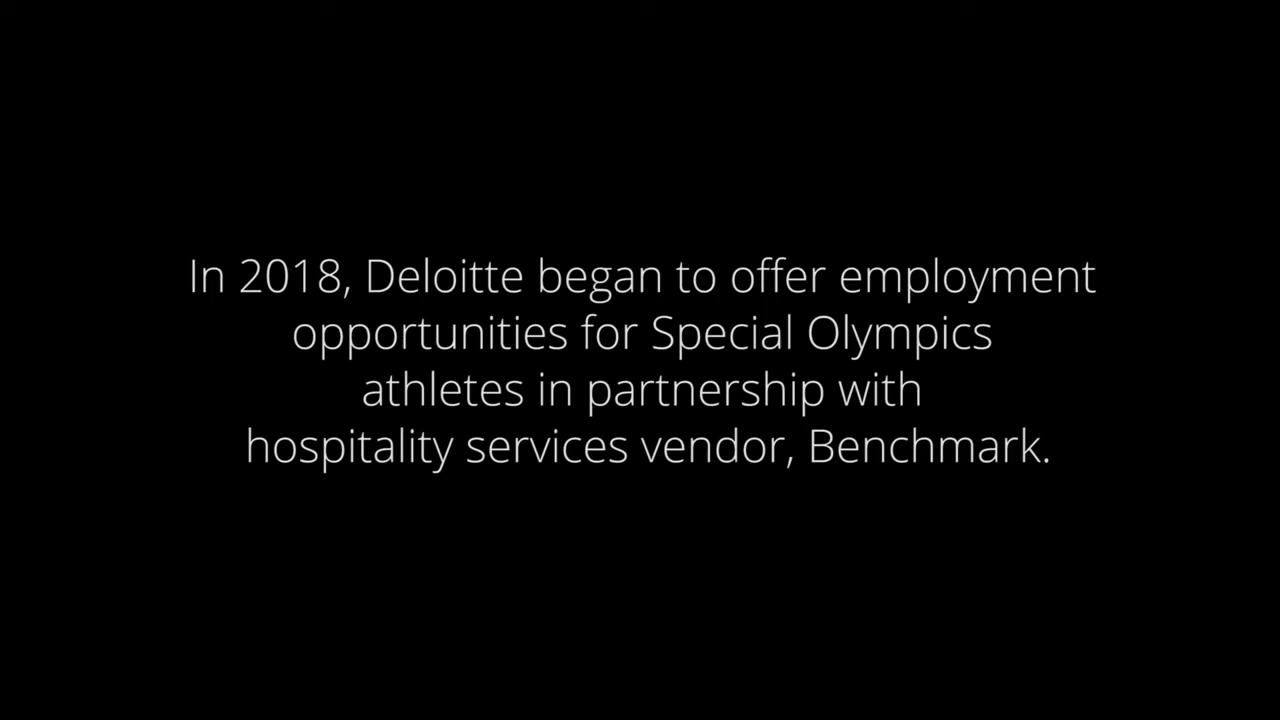 In 2018, Deloitte began to offer employment
opportunities for Special Olympics
athletes in partnership with
hospitality services vendor, Benchmark.